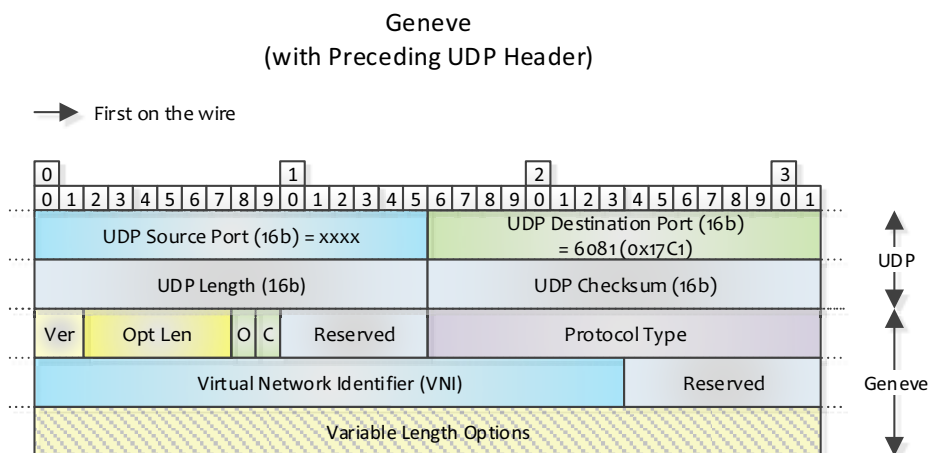 Geneve
(with Preceding UDP Header)
First on the wire
0 1 2 3
0 1 2 3 4 5 6 7 8 9 0 1 2 3 4 5 6 7 8 9 0 1 2 3 4 5 6 7 8 9 0 1
UDP Source Port (16b) = xxxx
UDP Destination Port (16b)
= 6081 (0x17C1)
UDP
UDP Length (16b)
UDP Checksum (16b)
Ver Opt Len O C Reserved Protocol Type
Virtual Network Identifier (VNI) Reserved
Geneve
Variable Length Options